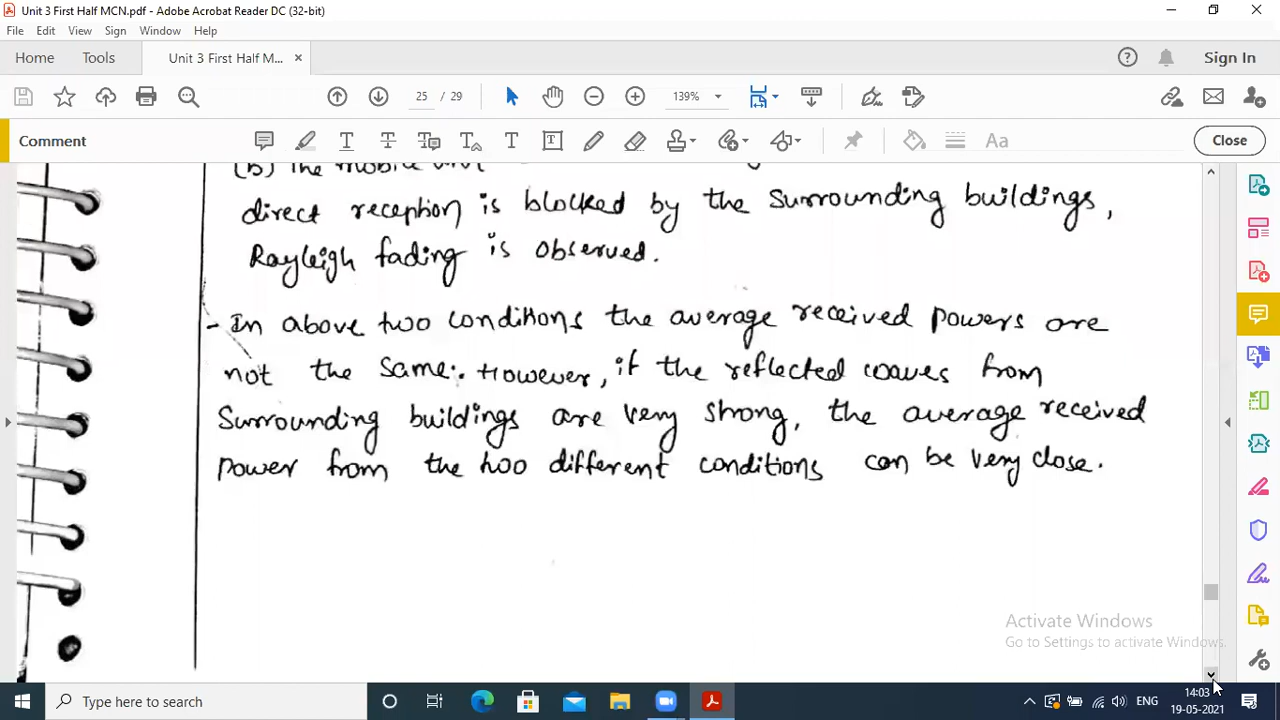 Unit 3 First Half MCN.pdf - Adobe Acrobat Reader DC (32-bit)
File Edit View Sign Window Help
Home Tools Unit 3 First Half M... × Sign In
25 / 29 139%
Comment Close
(b) The mobile unit
direct reception is blocked by the surrounding buildings,
Rayleigh fading is observed.
- In above two conditions the average received powers are
not the same. However, if the reflected waves from
surrounding buildings are very strong, the average received
power from the two different conditions can be very close.
Activate Windows
Go to Settings to activate Windows.
Type here to search ENG 14:03
19-05-2021